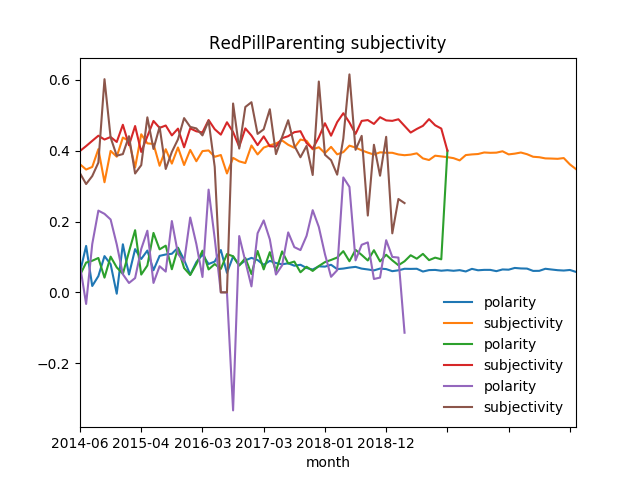 RedPillParenting subjectivity
0.6
0.4
0.2
0.0
−0.2
polarity
subjectivity
polarity
subjectivity
polarity
subjectivity
2014-06 2015-04 2016-03 2017-03 2018-01 2018-12
month